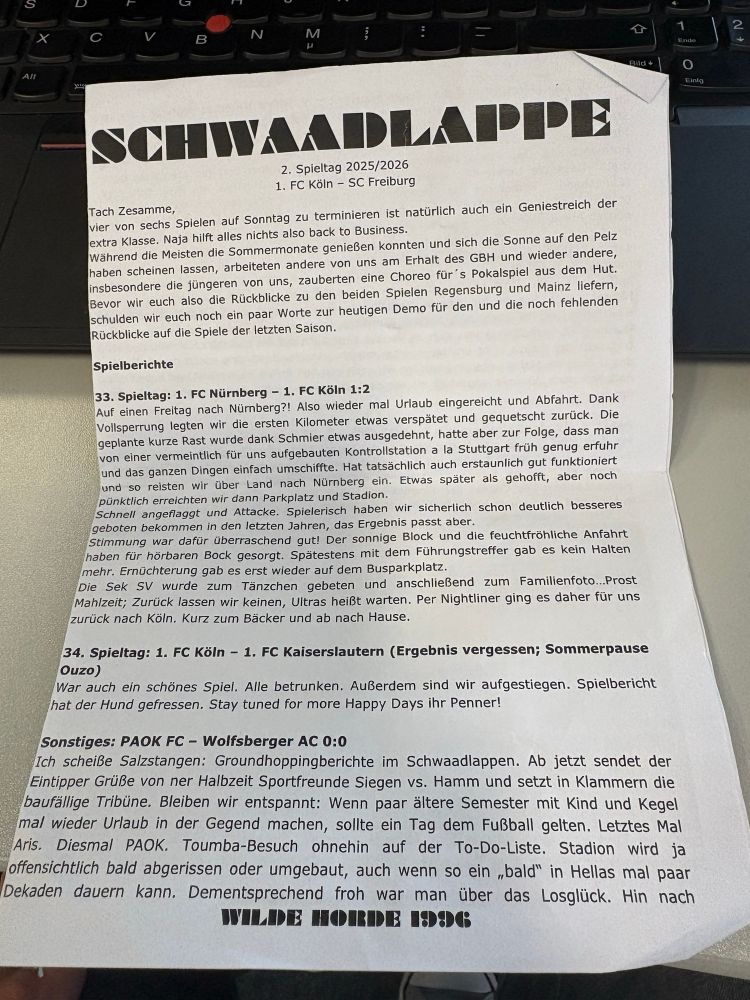 S D F G H
X C V B N M µ ; : _ ⇧ 1 Ende 2
Alt Bild ↓ 0 Einfg
SCHWAADLAPPE
2. Spieltag 2025/2026
1. FC Köln – SC Freiburg
Tach Zesamme,
vier von sechs Spielen auf Sonntag zu terminieren ist natürlich auch ein Geniestreich der
extra Klasse. Naja hilft alles nichts also back to Business.
Während die Meisten die Sommermonate genießen konnten und sich die Sonne auf den Pelz
haben scheinen lassen, arbeiteten andere von uns am Erhalt des GBH und wieder andere,
insbesondere die jüngeren von uns, zauberten eine Choreo für´s Pokalspiel aus dem Hut.
Bevor wir euch also die Rückblicke zu den beiden Spielen Regensburg und Mainz liefern,
schulden wir euch noch ein paar Worte zur heutigen Demo für den und die noch fehlenden
Rückblicke auf die Spiele der letzten Saison.
Spielberichte
33. Spieltag: 1. FC Nürnberg – 1. FC Köln 1:2
Auf einen Freitag nach Nürnberg?! Also wieder mal Urlaub eingereicht und Abfahrt. Dank
Vollsperrung legten wir die ersten Kilometer etwas verspätet und gequetscht zurück. Die
geplante kurze Rast wurde dank Schmier etwas ausgedehnt, hatte aber zur Folge, dass man
von einer vermeintlich für uns aufgebauten Kontrollstation a la Stuttgart früh genug erfuhr
und das ganzen Dingen einfach umschiffte. Hat tatsächlich auch erstaunlich gut funktioniert
und so reisten wir über Land nach Nürnberg ein. Etwas später als gehofft, aber noch
pünktlich erreichten wir dann Parkplatz und Stadion.
Schnell angeflaggt und Attacke. Spielerisch haben wir sicherlich schon deutlich besseres
geboten bekommen in den letzten Jahren, das Ergebnis passt aber.
Stimmung war dafür überraschend gut! Der sonnige Block und die feuchtfröhliche Anfahrt
haben für hörbaren Bock gesorgt. Spätestens mit dem Führungstreffer gab es kein Halten
mehr. Ernüchterung gab es erst wieder auf dem Busparkplatz.
Die Sek SV wurde zum Tänzchen gebeten und anschließend zum Familienfoto…Prost
Mahlzeit; Zurück lassen wir keinen, Ultras heißt warten. Per Nightliner ging es daher für uns
zurück nach Köln. Kurz zum Bäcker und ab nach Hause.
34. Spieltag: 1. FC Köln – 1. FC Kaiserslautern (Ergebnis vergessen; Sommerpause
Ouzo)
War auch ein schönes Spiel. Alle betrunken. Außerdem sind wir aufgestiegen. Spielbericht
hat der Hund gefressen. Stay tuned for more Happy Days ihr Penner!
Sonstiges: PAOK FC – Wolfsberger AC 0:0
Ich scheiße Salzstangen: Groundhoppingberichte im Schwaadlappen. Ab jetzt sendet der
Eintipper Grüße von ner Halbzeit Sportfreunde Siegen vs. Hamm und setzt in Klammern die
baufällige Tribüne. Bleiben wir entspannt: Wenn paar ältere Semester mit Kind und Kegel
mal wieder Urlaub in der Gegend machen, sollte ein Tag dem Fußball gelten. Letztes Mal
Aris. Diesmal PAOK. Toumba-Besuch ohnehin auf der To-Do-Liste. Stadion wird ja
offensichtlich bald abgerissen oder umgebaut, auch wenn so ein „bald“ in Hellas mal paar
Dekaden dauern kann. Dementsprechend froh war man über das Losglück. Hin nach
WILDE HORDE 1996